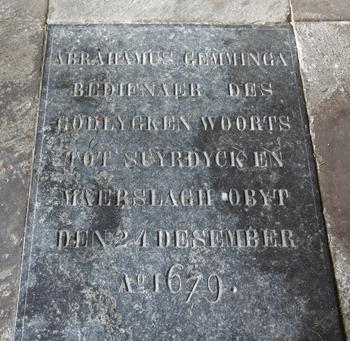 ABRAHAMUS GEMMINGA
BEDIENAER DES
GODLYCKEN WOORTS
TOT SUYRDYCK EN
MAERSLAGH OBYT
DEN 24 DESEMBER
Aº 1679.